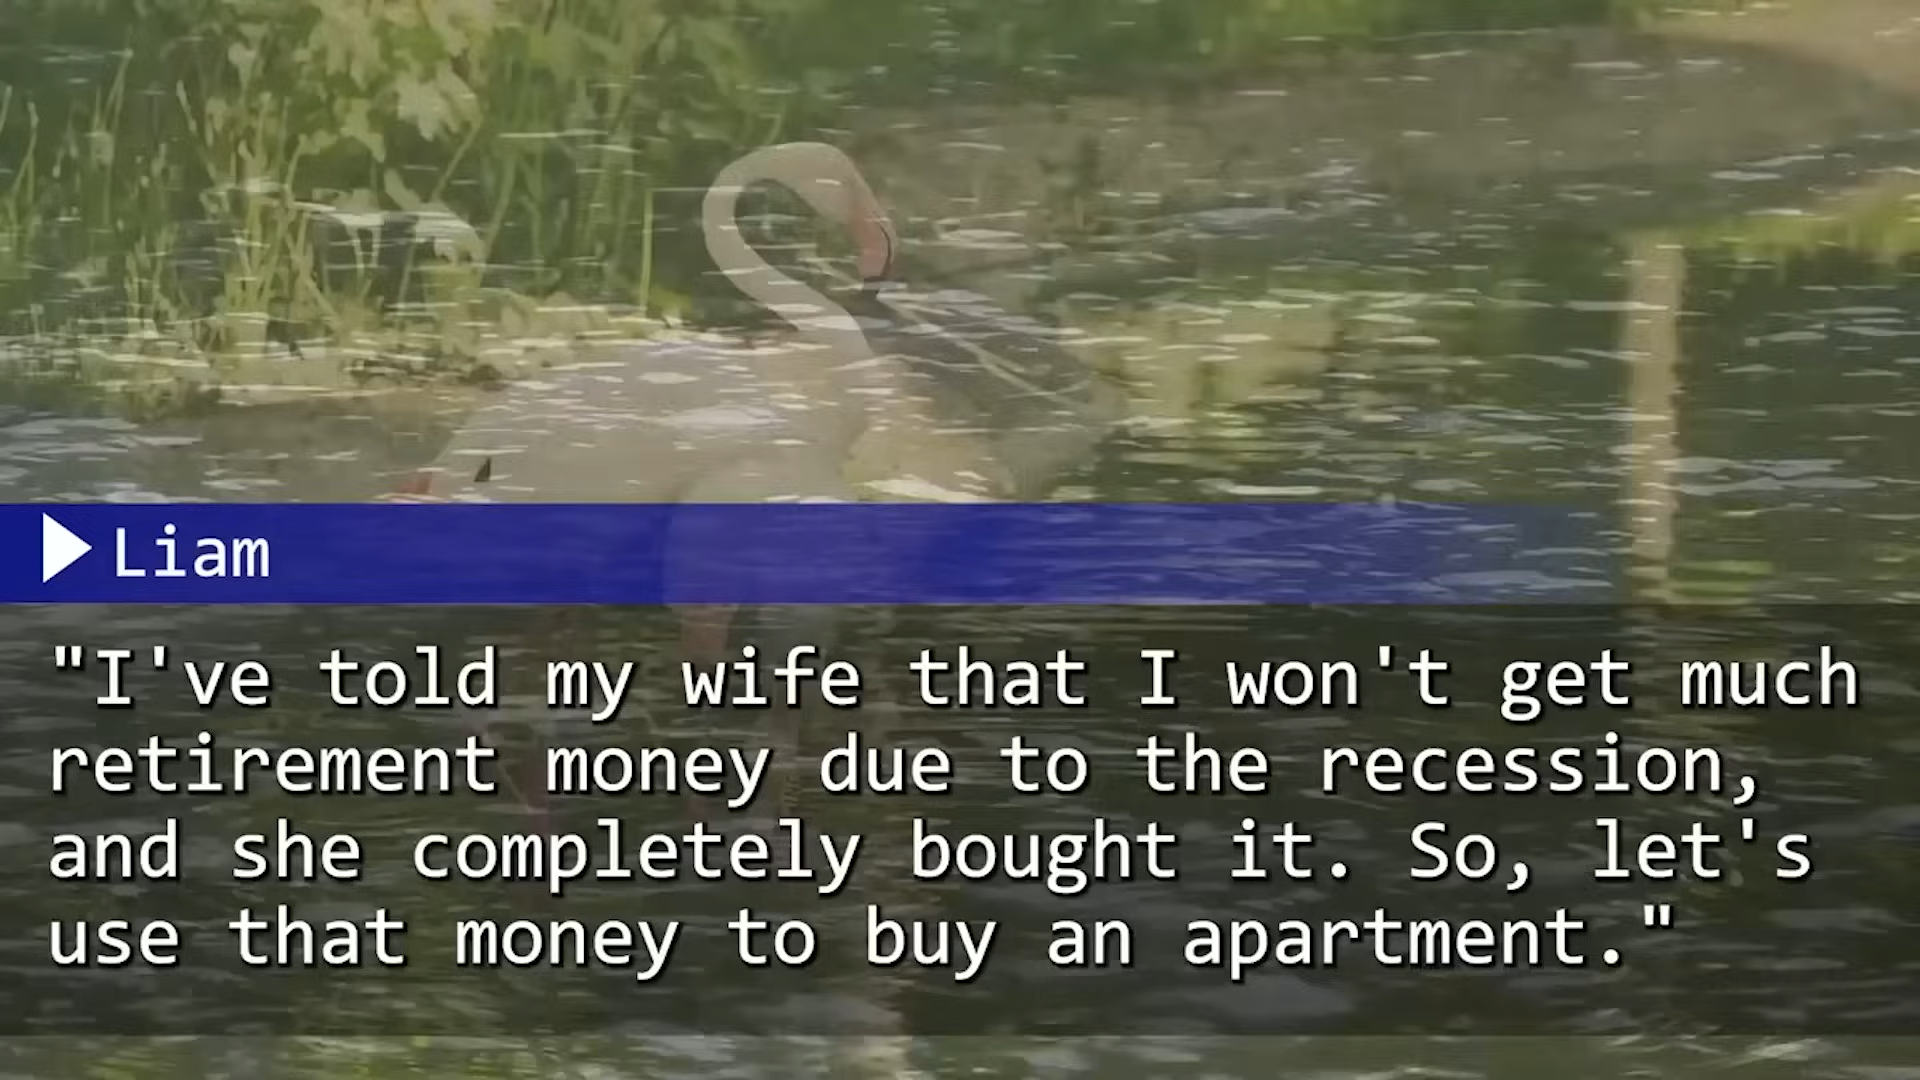 Liam
"I've told my wife that I won't get much
retirement money due to the recession,
and she completely bought it. So, let's
use that money to buy an apartment."